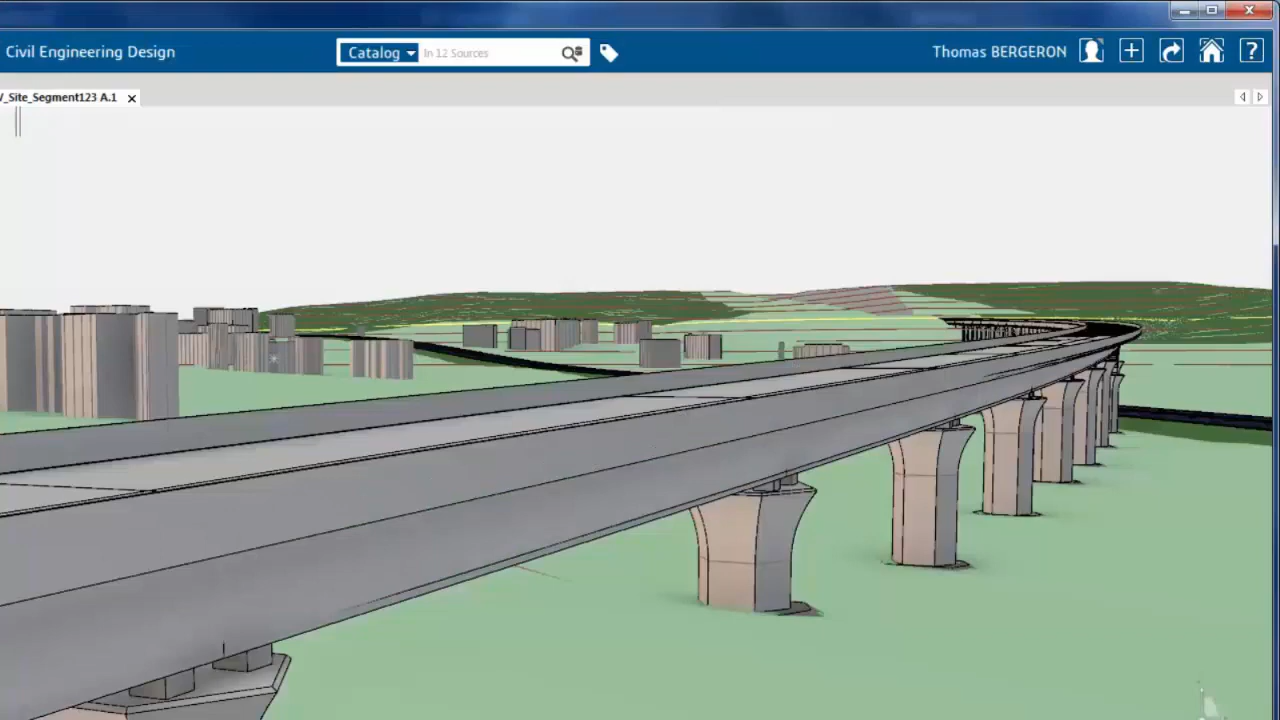 Civil Engineering Design
Catalog
In 12 Sources
Thomas BERGERON
_Site_Segment123 A.1